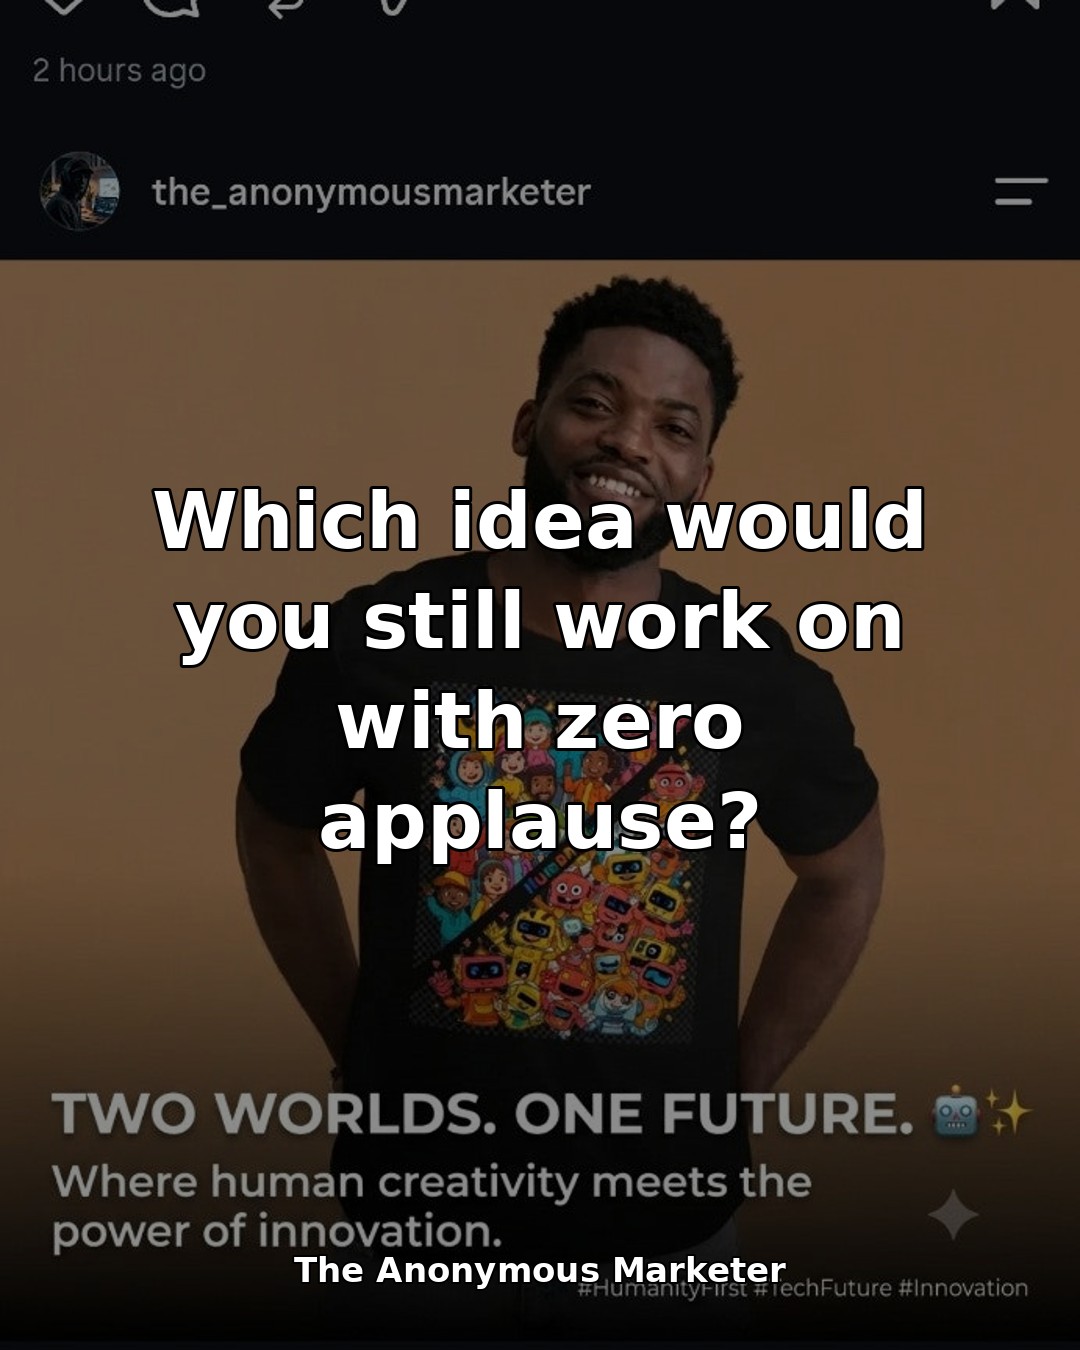 2 hours ago
the_anonymousmarketer
Which idea would
you still work on
with zero
applause?
Human
TWO WORLDS. ONE FUTURE. 🤖✨
Where human creativity meets the
power of innovation.
The Anonymous Marketer
#HumanityFirst #TechFuture #Innovation